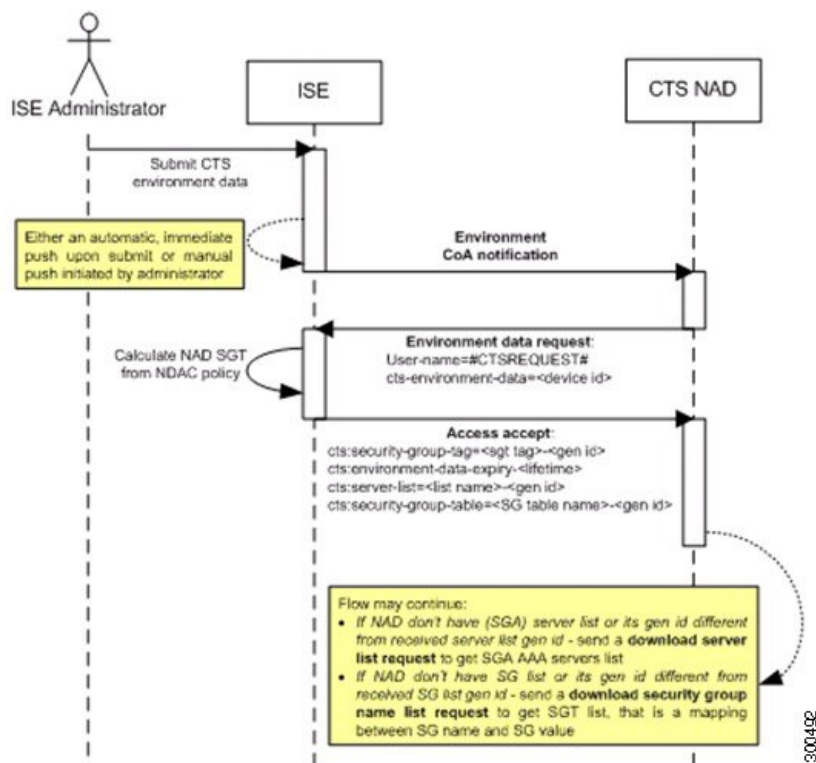 ISE Administrator
ISE
CTS NAD
Submit CTS
environment data
Either an automatic, immediate
push upon submit or manual
push initiated by administrator
Environment
CoA notification
Calculate NAD SGT
from NDAC policy
Environment data request:
User-name=#CTSREQUEST#
cts-environment-data=<device id>
Access accept:
cts:security-group-tag=<sgt tag>-<gen id>
cts:environment-data-expiry-<lifetime>
cts:server-list=<list name>-<gen id>
cts:security-group-table=<SG table name>-<gen id>
Flow may continue:
• If NAD don't have (SGA) server list or its gen id different
from received server list gen id - send a download server
list request to get SGA AAA servers list
• If NAD don't have SG list or its gen id different from
received SG list gen id - send a download security group
name list request to get SGT list, that is a mapping
between SG name and SG value
300492